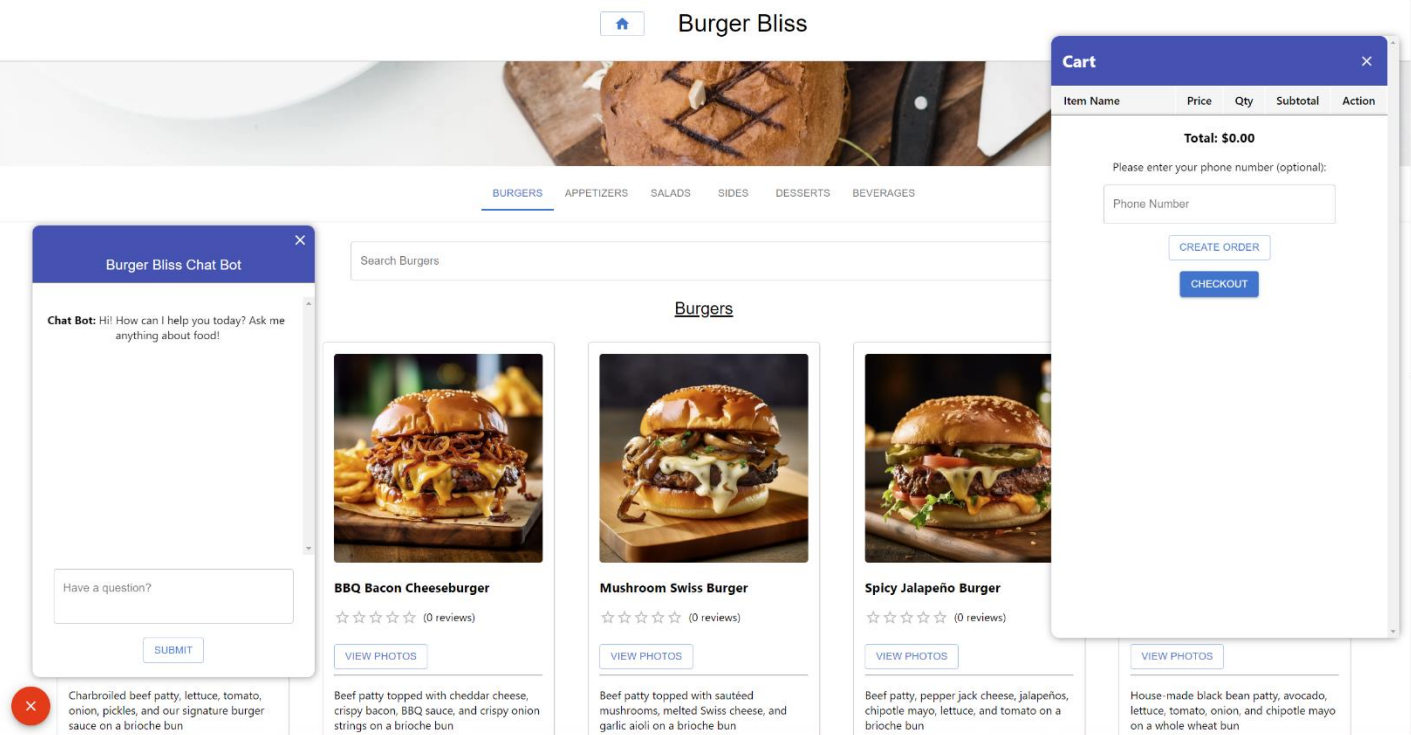 Burger Bliss
Cart
Item Name Price Qty Subtotal Action
Total: $0.00
Please enter your phone number (optional):
Phone Number
CREATE ORDER
CHECKOUT
BURGERS APPETIZERS SALADS SIDES DESSERTS BEVERAGES
Search Burgers
Burgers
Burger Bliss Chat Bot
Chat Bot: Hi! How can I help you today? Ask me
anything about food!
Have a question?
SUBMIT
Charbroiled beef patty, lettuce, tomato,
onion, pickles, and our signature burger
sauce on a brioche bun
BBQ Bacon Cheeseburger
(0 reviews)
VIEW PHOTOS
Beef patty topped with cheddar cheese,
crispy bacon, BBQ sauce, and crispy onion
strings on a brioche bun
Mushroom Swiss Burger
(0 reviews)
VIEW PHOTOS
Beef patty topped with sautéed
mushrooms, melted Swiss cheese, and
garlic aioli on a brioche bun
Spicy Jalapeño Burger
(0 reviews)
VIEW PHOTOS
Beef patty, pepper jack cheese, jalapeños,
chipotle mayo, lettuce, and tomato on a
brioche bun
VIEW PHOTOS
House-made black bean patty, avocado,
lettuce, tomato, onion, and chipotle mayo
on a whole wheat bun